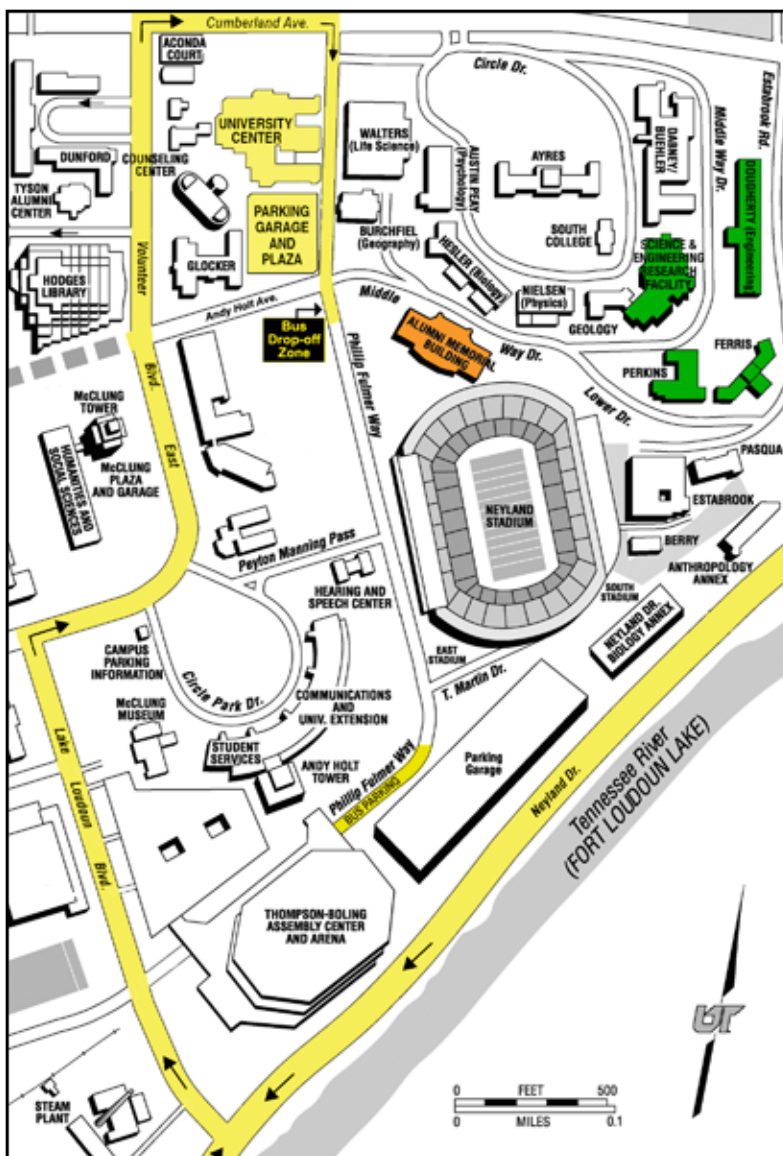 Cumberland Ave.
ACONDA
COURT
Circle Dr.
Estabrook Rd.
UNIVERSITY
CENTER
WALTERS
(Life Science)
AUSTIN PEAY
(Psychology)
AYRES
DABNEY/
BUEHLER
Middle Way Dr.
DOUGHERTY (Engineering)
DUNFORD
COUNSELING
CENTER
TYSON
ALUMNI
CENTER
PARKING
GARAGE
AND
PLAZA
BURCHFIEL
(Geography)
HESLER (Biology)
SOUTH
COLLEGE
SCIENCE &
ENGINEERING
RESEARCH
FACILITY
Volunteer
GLOCKER
HODGES
LIBRARY
NIELSEN
(Physics)
GEOLOGY
Andy Holt Ave.
Middle
Way Dr.
Bus
Drop-off
Zone
ALUMNI MEMORIAL
BUILDING
Phillip Fulmer Way
PERKINS
FERRIS
Blvd.
East
Lower Dr.
McCLUNG
TOWER
HUMANITIES AND
SOCIAL SCIENCES
McCLUNG
PLAZA
AND GARAGE
NEYLAND
STADIUM
PASQUA
ESTABROOK
BERRY
ANTHROPOLOGY
ANNEX
Peyton Manning Pass
HEARING AND
SPEECH CENTER
SOUTH
STADIUM
EAST
STADIUM
NEYLAND DR.
BIOLOGY ANNEX
CAMPUS
PARKING
INFORMATION
Circle Park Dr.
T. Martin Dr.
McCLUNG
MUSEUM
COMMUNICATIONS
AND
UNIV. EXTENSION
STUDENT
SERVICES
ANDY HOLT
TOWER
Phillip Fulmer Way
BUS PARKING
Parking
Garage
Neyland Dr.
Tennessee River
(FORT LOUDOUN LAKE)
Lake
Loudoun
Blvd.
THOMPSON-BOLING
ASSEMBLY CENTER
AND ARENA
UT
STEAM
PLANT
0 FEET 500
0 MILES 0.1